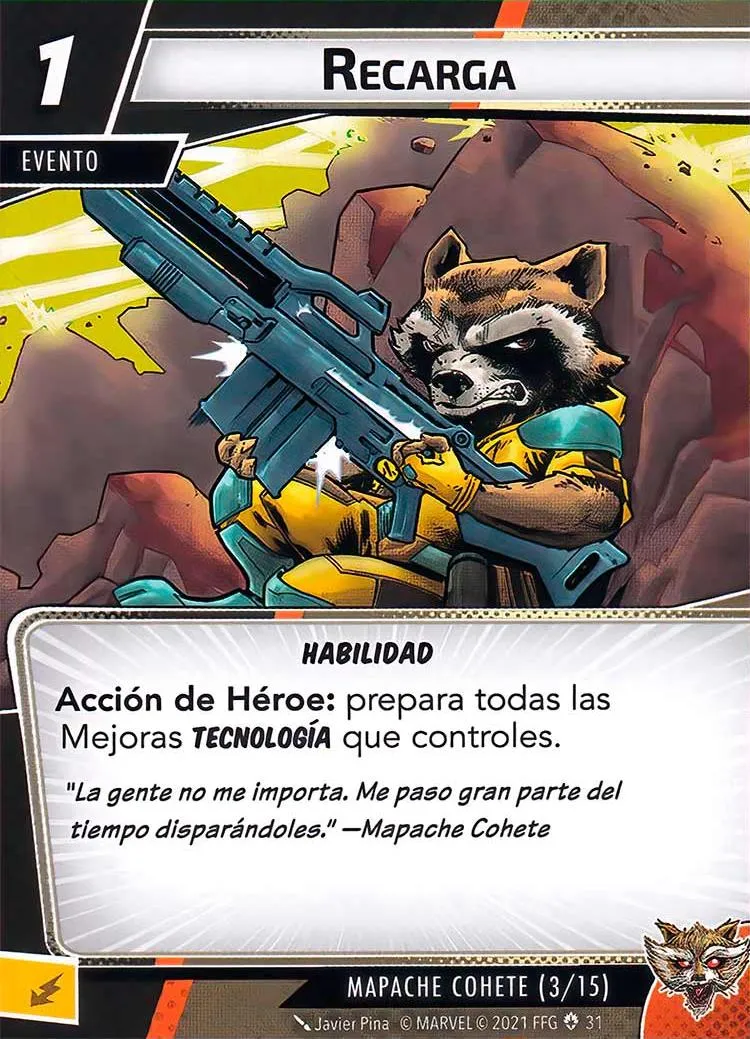 1
RECARGA
EVENTO
HABILIDAD
Acción de Héroe: prepara todas las
Mejoras TECNOLOGÍA que controles.
"La gente no me importa. Me paso gran parte del
tiempo disparándoles." —Mapache Cohete
MAPACHE COHETE (3/15)
Javier Pina © MARVEL © 2021 FFG 31